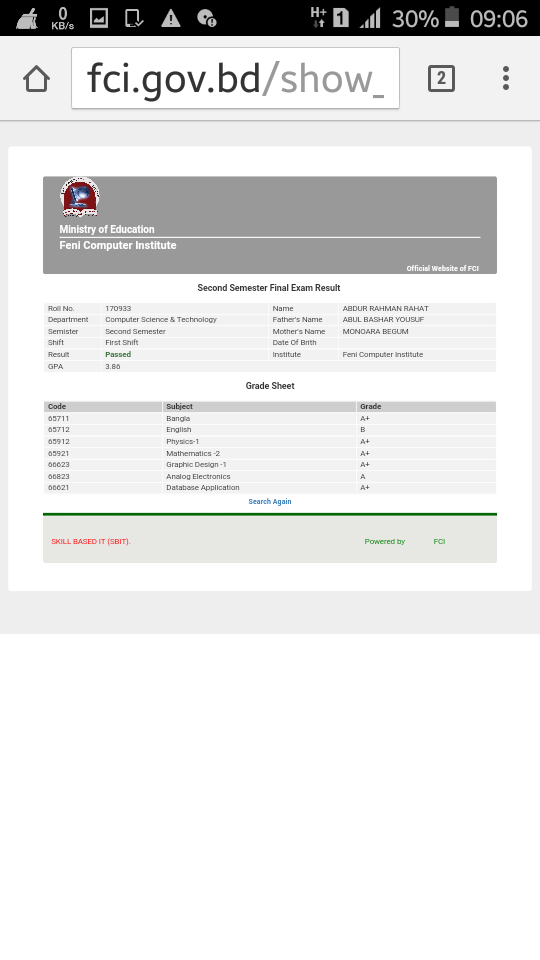 0
KB/s
H+
1
30%
09:06
fci.gov.bd/show_
2
Ministry of Education
Feni Computer Institute
Official Website of FCI
Second Semester Final Exam Result
Roll No. 170933 Name ABDUR RAHMAN RAHAT
Department Computer Science & Technology Father's Name ABUL BASHAR YOUSUF
Semister Second Semester Mother's Name MONOARA BEGUM
Shift First Shift Date Of Brith
Result Passed Institute Feni Computer Institute
GPA 3.86
Grade Sheet
Code Subject Grade
65711 Bangla A+
65712 English B
65912 Physics-1 A+
65921 Mathematics -2 A+
66623 Graphic Design -1 A+
66823 Analog Electronics A
66621 Database Application A+
Search Again
SKILL BASED IT (SBIT). Powered by FCI